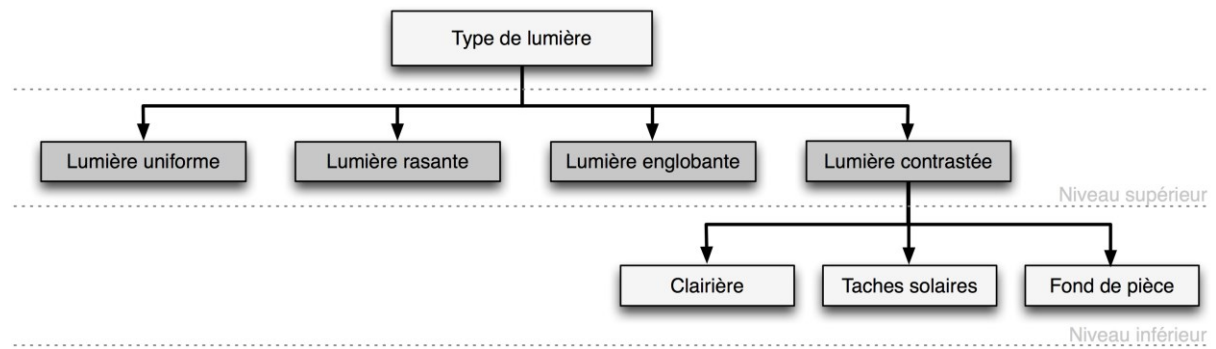 Type de lumière
Lumière uniforme
Lumière rasante
Lumière englobante
Lumière contrastée
Niveau supérieur
Clairière
Taches solaires
Fond de pièce
Niveau inférieur